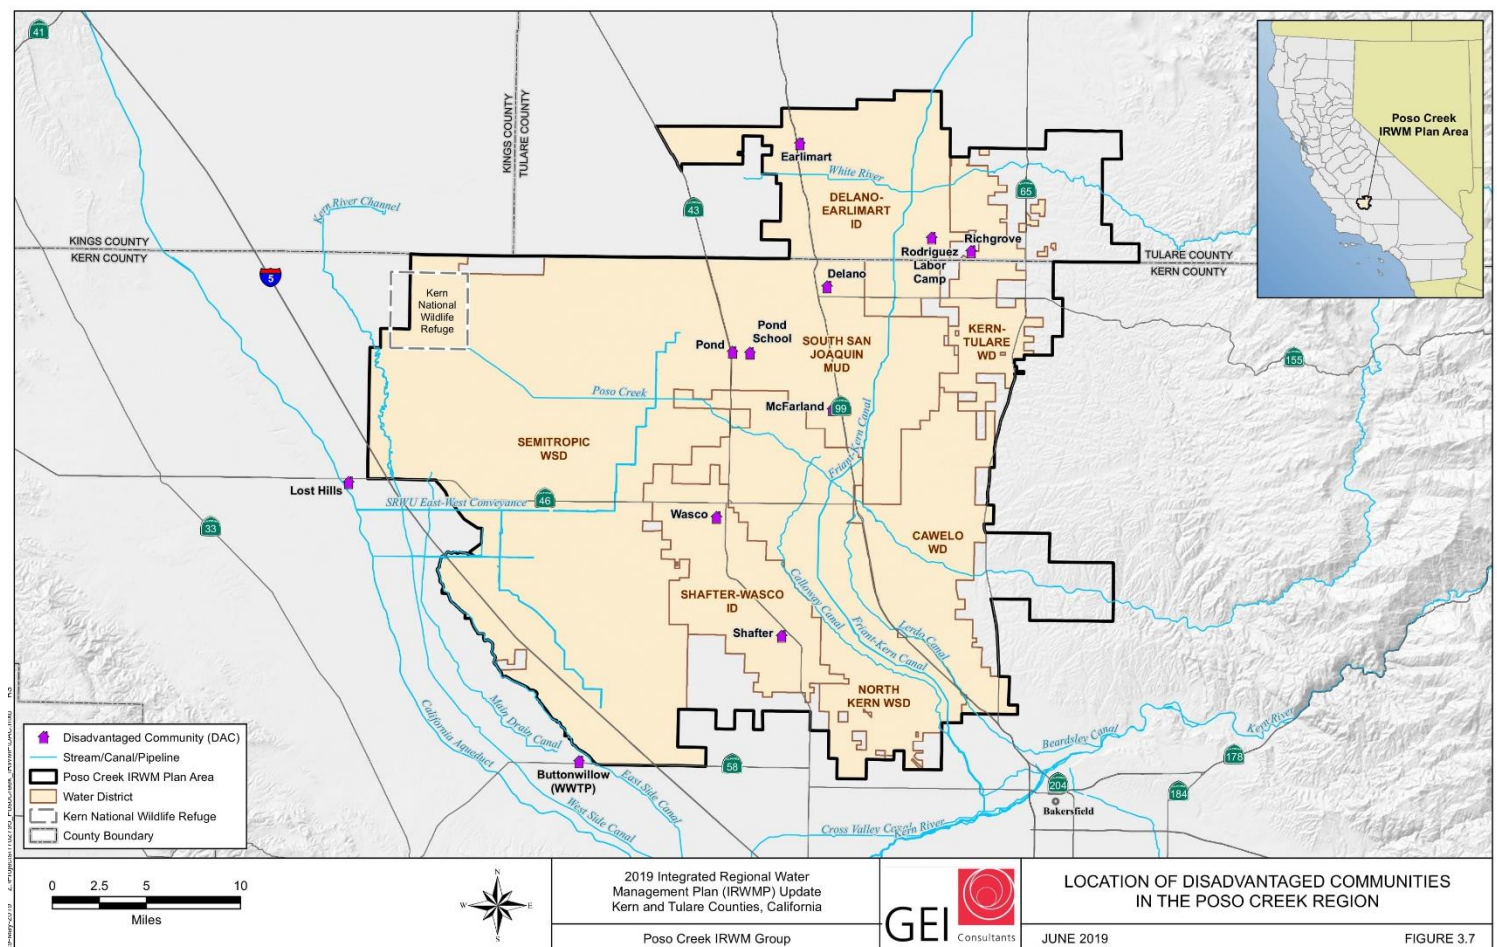 41
KINGS COUNTY
TULARE COUNTY
Poso Creek
IRWM Plan Area
Earlimart
White River
65
DELANO-
EARLIMART
ID
43
Kern River Channel
Richgrove
Rodriguez
Labor
Camp
KINGS COUNTY
KERN COUNTY
TULARE COUNTY
KERN COUNTY
5
Delano
Kern
National
Wildlife
Refuge
Pond
School
Pond
SOUTH SAN
JOAQUIN
MUD
KERN-
TULARE
WD
155
Poso Creek
McFarland
99
Friant-Kern Canal
SEMITROPIC
WSD
Lost Hills
SRWU East-West Conveyance
46
33
Wasco
CAWELO
WD
SHAFTER-WASCO
ID
Calloway Canal
Friant-Kern Canal
Lerdo Canal
Shafter
NORTH
KERN WSD
Main Drain Canal
California Aqueduct
East Side Canal
West Side Canal
Buttonwillow
(WWTP)
58
Beardsley Canal
Kern River
178
204
184
Bakersfield
Cross Valley Canal
Kern River
Disadvantaged Community (DAC)
Stream/Canal/Pipeline
Poso Creek IRWM Plan Area
Water District
Kern National Wildlife Refuge
County Boundary
0 2.5 5 10
Miles
N
W E
S
2019 Integrated Regional Water
Management Plan (IRWMP) Update
Kern and Tulare Counties, California
Poso Creek IRWM Group
GEI
Consultants
LOCATION OF DISADVANTAGED COMMUNITIES
IN THE POSO CREEK REGION
JUNE 2019
FIGURE 3.7